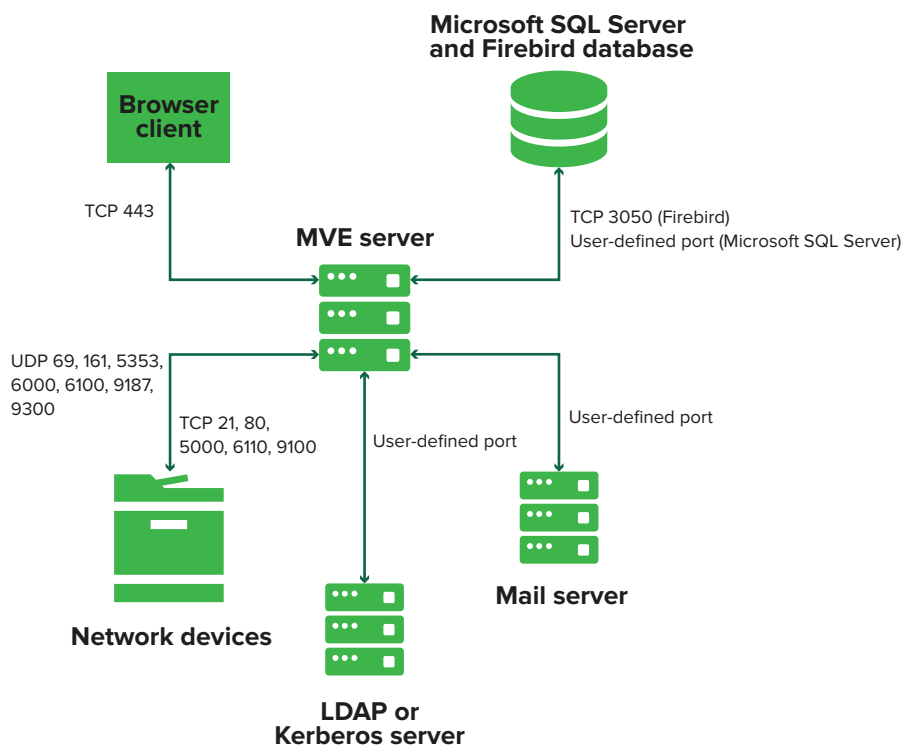 Microsoft SQL Server
and Firebird database
Browser
client
TCP 443
TCP 3050 (Firebird)
User-defined port (Microsoft SQL Server)
MVE server
UDP 69, 161, 5353,
6000, 6100, 9187,
9300
TCP 21, 80,
5000, 6110, 9100
User-defined port
User-defined port
Network devices
Mail server
LDAP or
Kerberos server